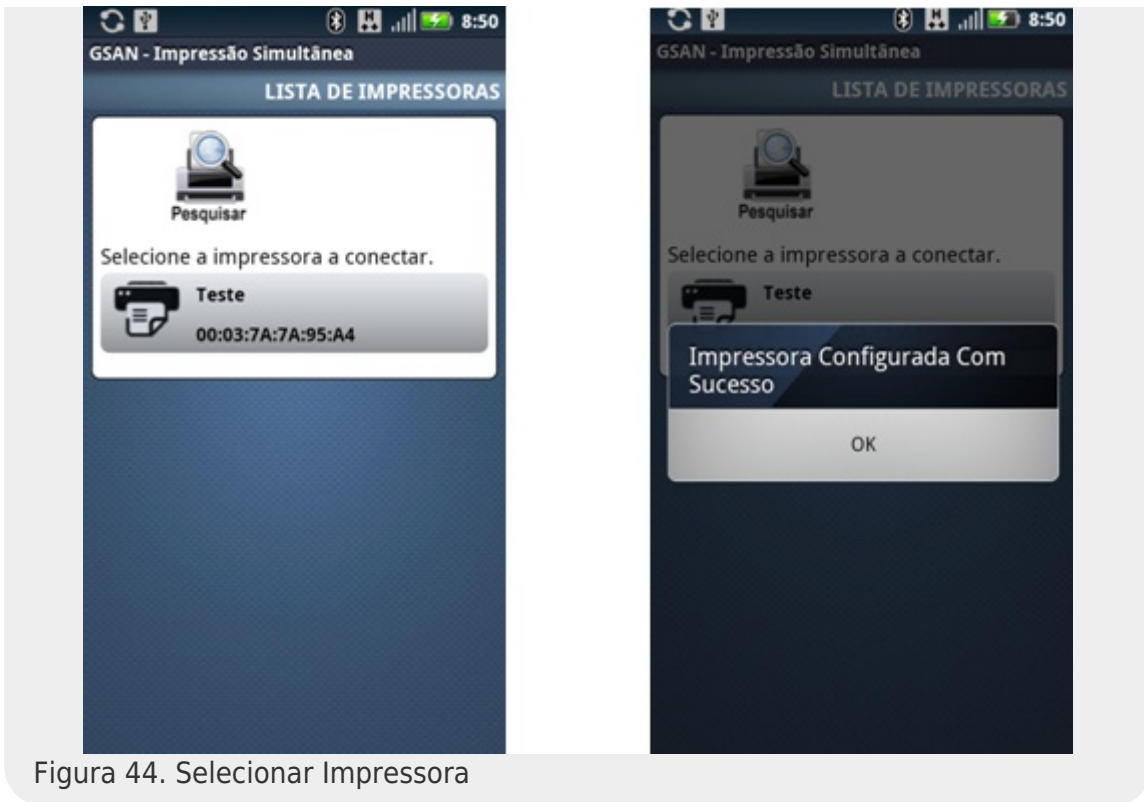 8:50
GSAN - Impressão Simultânea
LISTA DE IMPRESSORAS
Pesquisar
Selecione a impressora a conectar.
Teste
00:03:7A:7A:95:A4
8:50
GSAN - Impressão Simultânea
LISTA DE IMPRESSORAS
Pesquisar
Selecione a impressora a conectar.
Teste
Impressora Configurada Com
Sucesso
OK
Figura 44. Selecionar Impressora